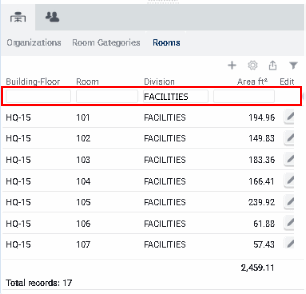 Organizations Room Categories Rooms
Building-Floor Room Division Area ft² Edit
FACILITIES
HQ-15 101 FACILITIES 194.96
HQ-15 102 FACILITIES 149.83
HQ-15 103 FACILITIES 183.36
HQ-15 104 FACILITIES 166.41
HQ-15 105 FACILITIES 239.92
HQ-15 106 FACILITIES 61.88
HQ-15 107 FACILITIES 57.43
2,459.11
Total records: 17